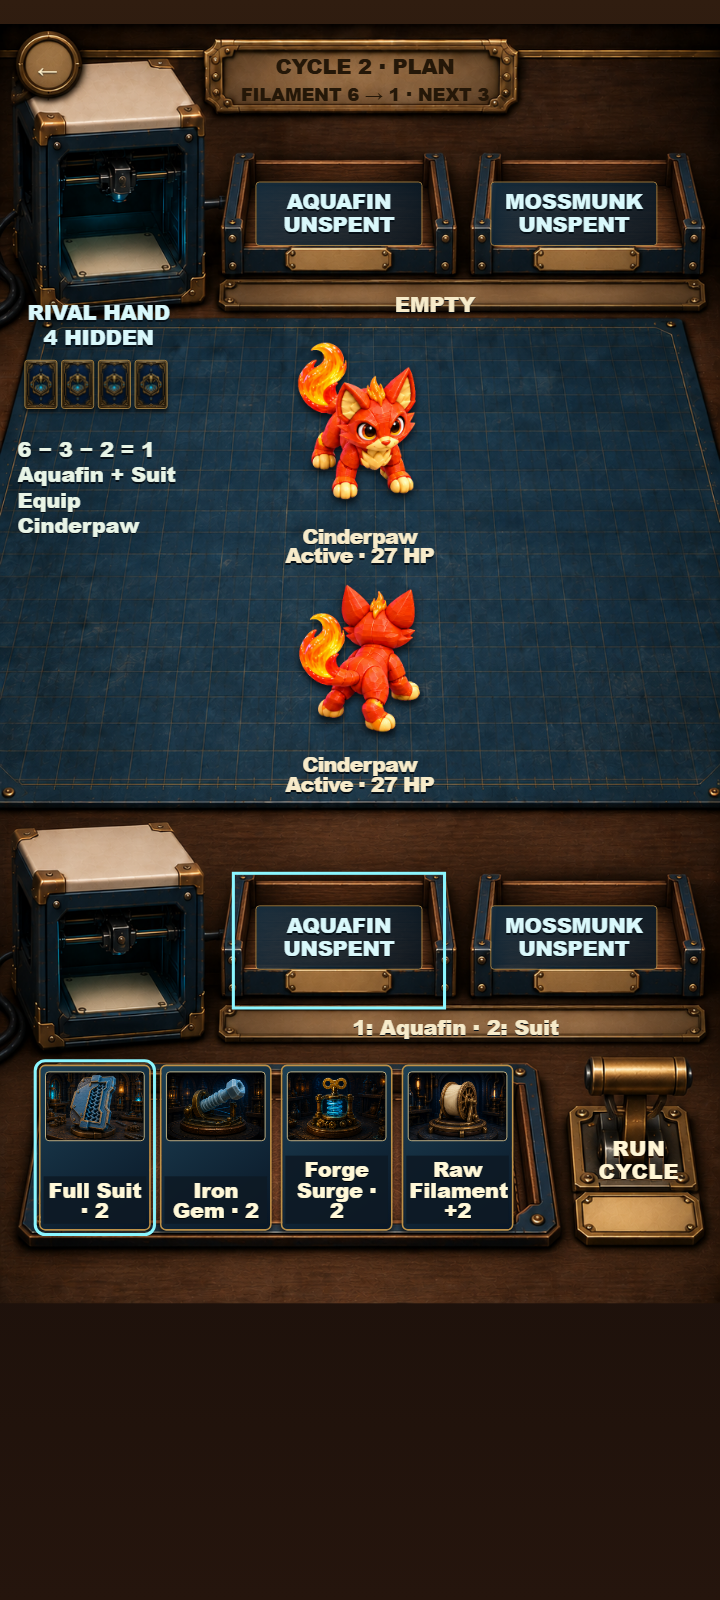 ←
CYCLE 2 · PLAN
FILAMENT 6 → 1 · NEXT 3
AQUAFIN
UNSPENT
MOSSMUNK
UNSPENT
EMPTY
RIVAL HAND
4 HIDDEN
6 − 3 − 2 = 1
Aquafin + Suit
Equip
Cinderpaw
Cinderpaw
Active · 27 HP
Cinderpaw
Active · 27 HP
AQUAFIN
UNSPENT
MOSSMUNK
UNSPENT
1: Aquafin · 2: Suit
Full Suit
· 2
Iron
Gem · 2
Forge
Surge ·
2
Raw
Filament
+2
RUN
CYCLE